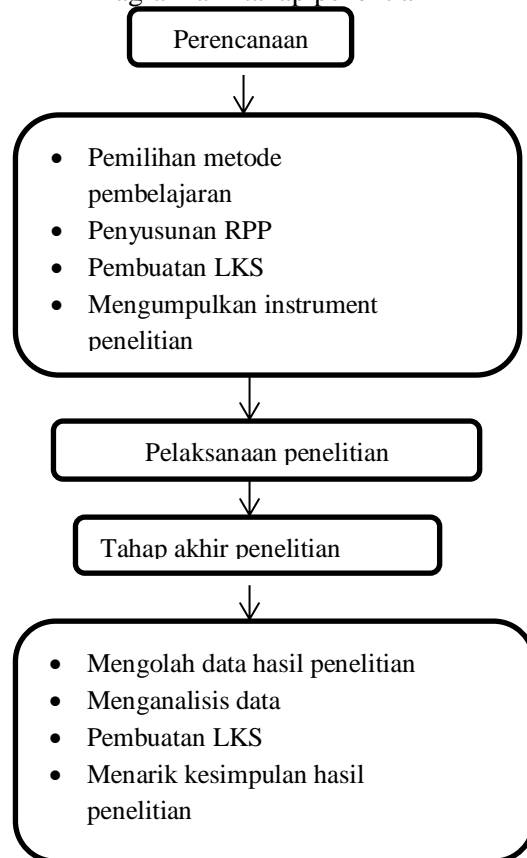 Perencanaan
• Pemilihan metode
pembelajaran
• Penyusunan RPP
• Pembuatan LKS
• Mengumpulkan instrument
penelitian
Pelaksanaan penelitian
Tahap akhir penelitian
• Mengolah data hasil penelitian
• Menganalisis data
• Pembuatan LKS
• Menarik kesimpulan hasil
penelitian